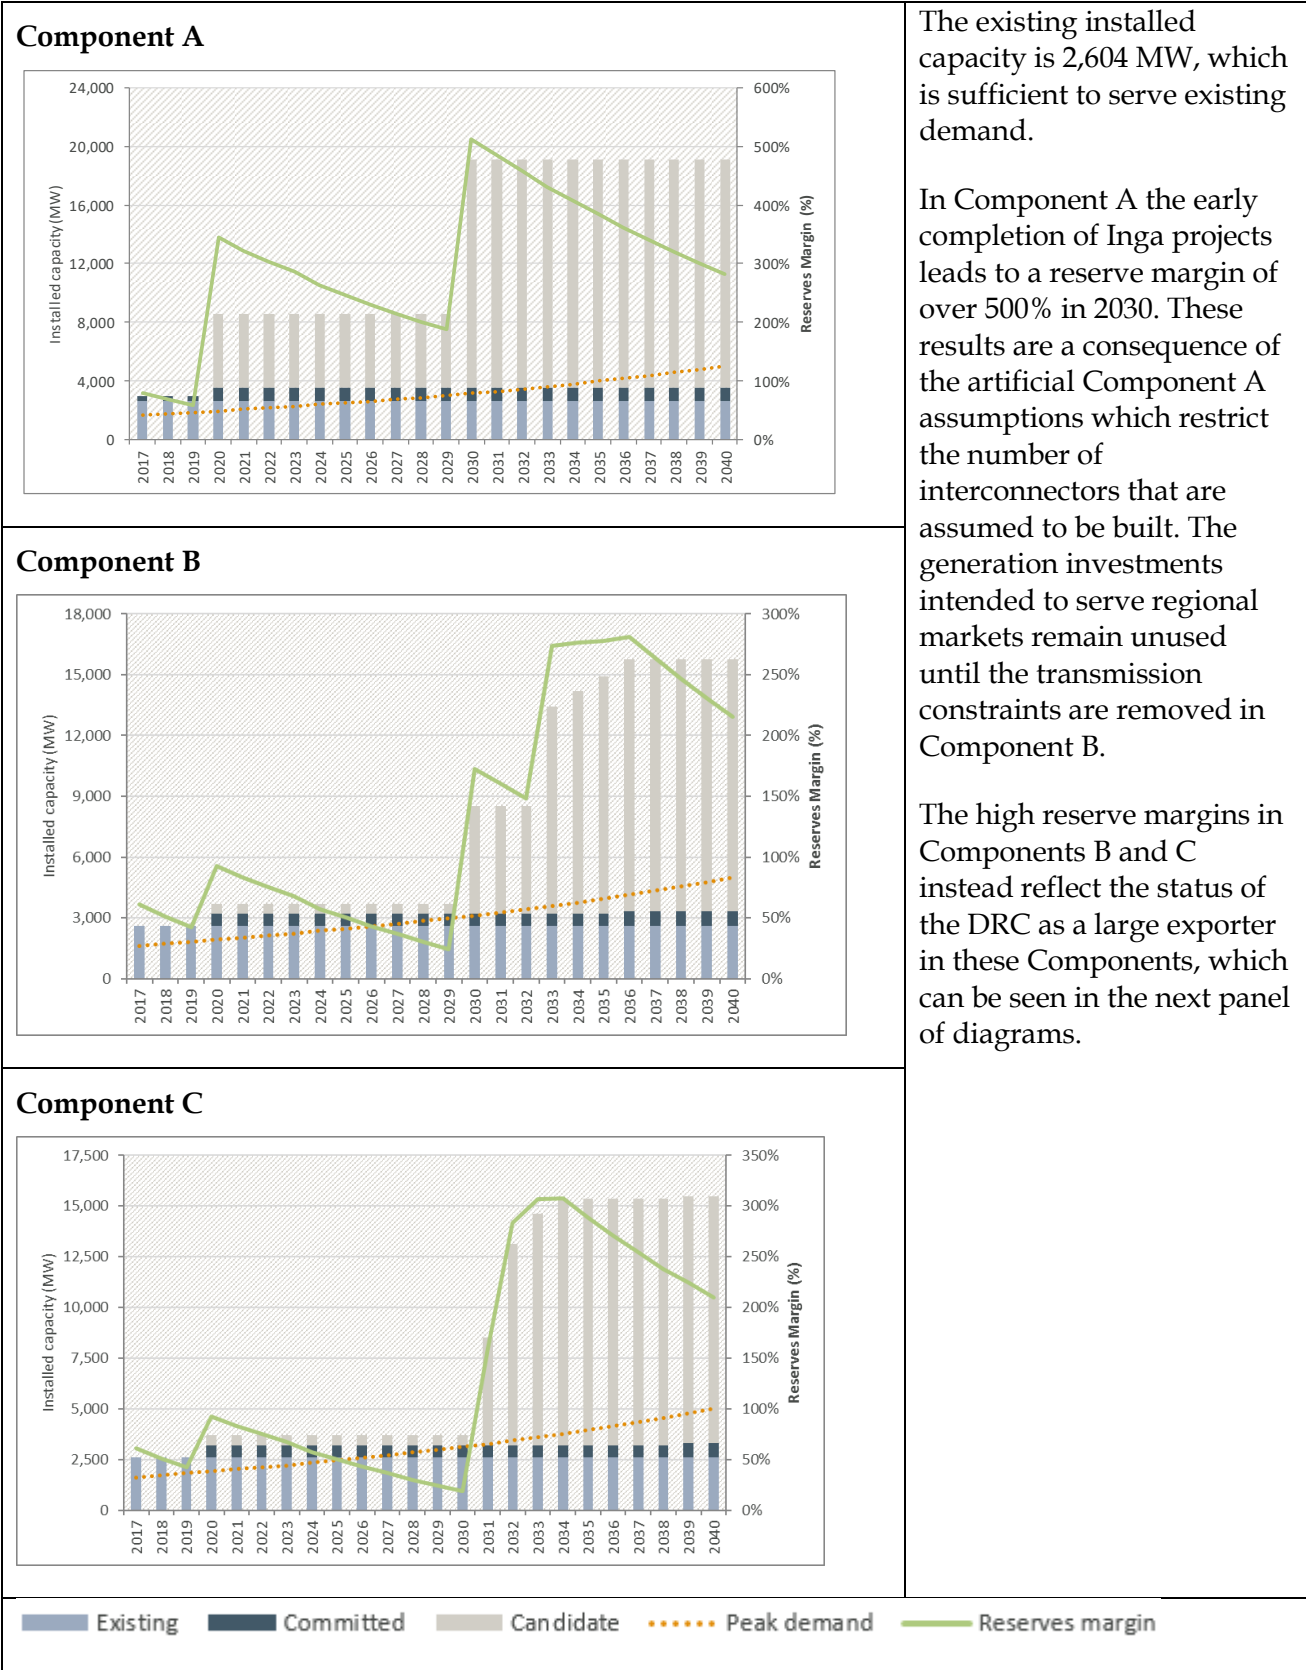 Component A
24,000
20,000
16,000
12,000
8,000
4,000
0
Installed capacity (MW)
600%
500%
400%
300%
200%
100%
0%
Reserves Margin (%)
2017 2018 2019 2020 2021 2022 2023 2024 2025 2026 2027 2028 2029 2030 2031 2032 2033 2034 2035 2036 2037 2038 2039 2040
Component B
18,000
15,000
12,000
9,000
6,000
3,000
0
Installed capacity (MW)
300%
250%
200%
150%
100%
50%
0%
Reserves Margin (%)
2017 2018 2019 2020 2021 2022 2023 2024 2025 2026 2027 2028 2029 2030 2031 2032 2033 2034 2035 2036 2037 2038 2039 2040
Component C
17,500
15,000
12,500
10,000
7,500
5,000
2,500
0
Installed capacity (MW)
350%
300%
250%
200%
150%
100%
50%
0%
Reserves Margin (%)
2017 2018 2019 2020 2021 2022 2023 2024 2025 2026 2027 2028 2029 2030 2031 2032 2033 2034 2035 2036 2037 2038 2039 2040
The existing installed
capacity is 2,604 MW, which
is sufficient to serve existing
demand.
In Component A the early
completion of Inga projects
leads to a reserve margin of
over 500% in 2030. These
results are a consequence of
the artificial Component A
assumptions which restrict
the number of
interconnectors that are
assumed to be built. The
generation investments
intended to serve regional
markets remain unused
until the transmission
constraints are removed in
Component B.
The high reserve margins in
Components B and C
instead reflect the status of
the DRC as a large exporter
in these Components, which
can be seen in the next panel
of diagrams.
Existing Committed Candidate Peak demand Reserves margin